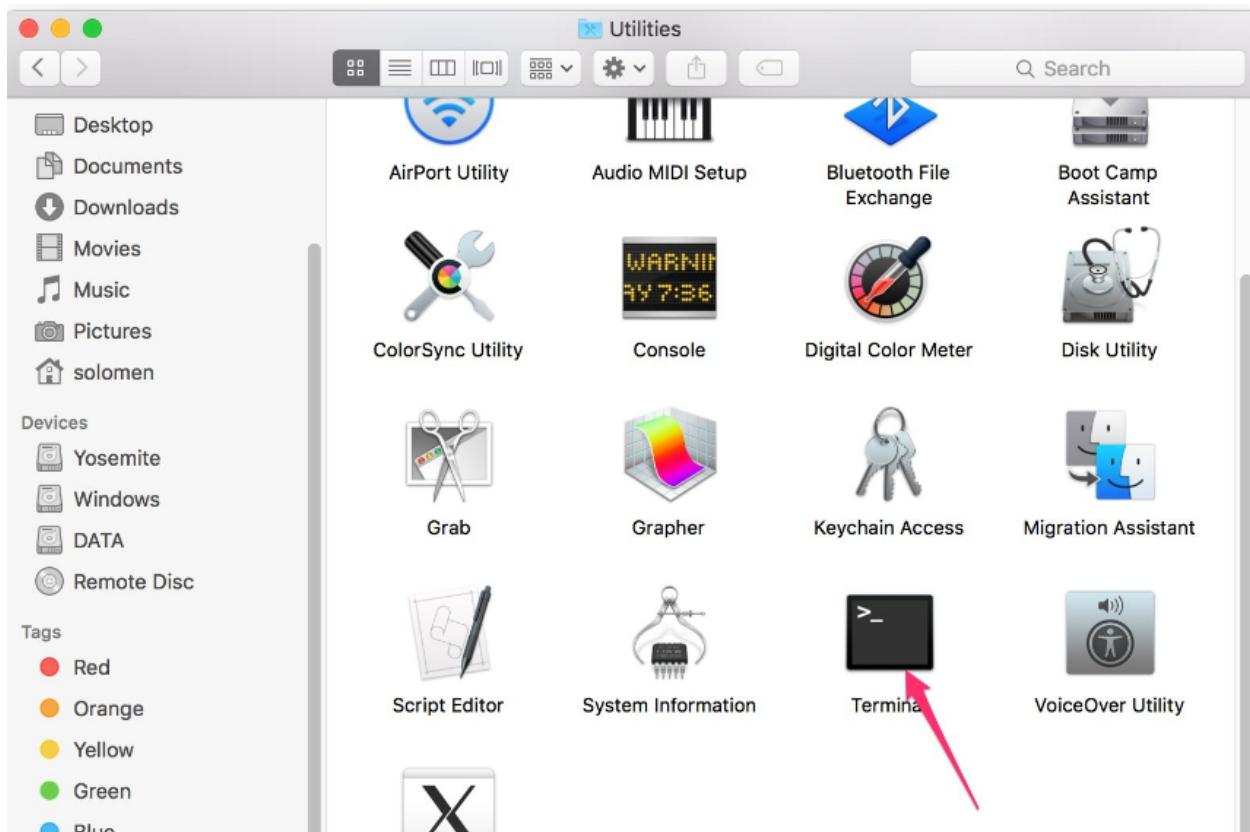 Utilities
Search
Desktop
Documents
Downloads
Movies
Music
Pictures
solomen
Devices
Yosemite
Windows
DATA
Remote Disc
Tags
Red
Orange
Yellow
Green
Blue
AirPort Utility
Audio MIDI Setup
Bluetooth File
Exchange
Boot Camp
Assistant
WARNIN
AY 7:36
ColorSync Utility
Console
Digital Color Meter
Disk Utility
Grab
Grapher
Keychain Access
Migration Assistant
>_
Script Editor
System Information
Terminal
VoiceOver Utility
X